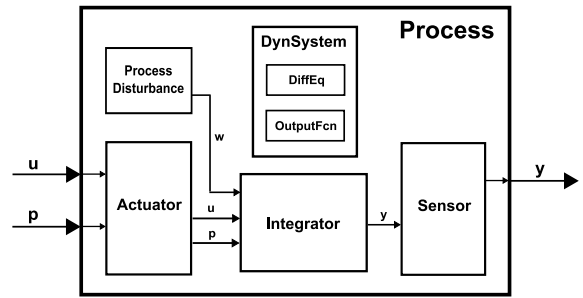 Process
DynSystem
DiffEq
OutputFcn
Process
Disturbance
w
u
p
Actuator
u
p
Integrator
y
Sensor
y